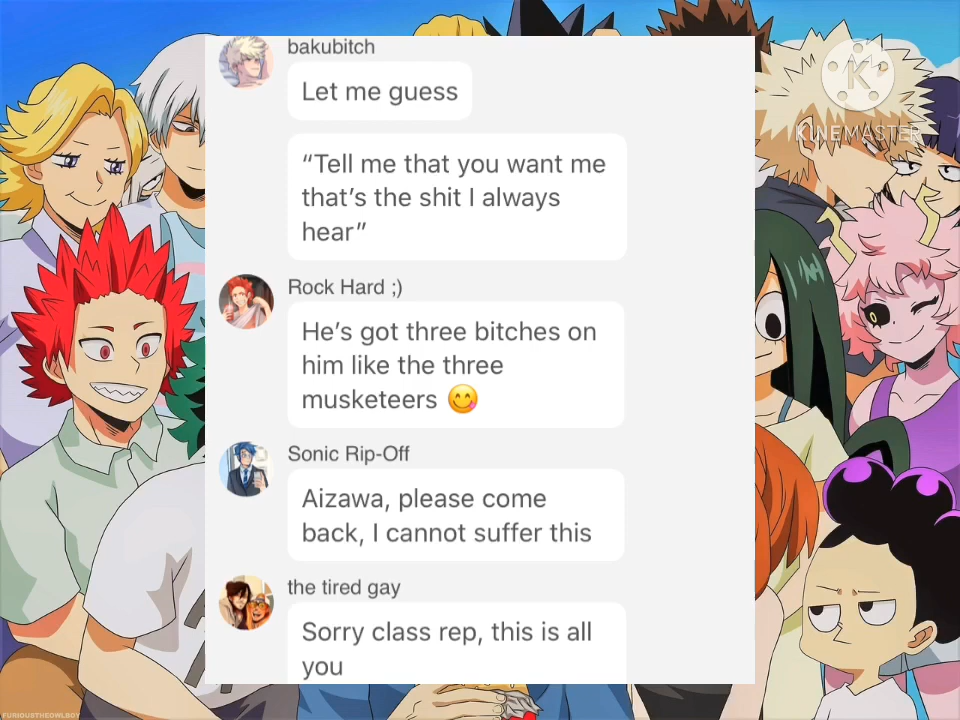 bakubitch
Let me guess
“Tell me that you want me
that’s the shit I always
hear”
Rock Hard ;)
He’s got three bitches on
him like the three
musketeers 😋
Sonic Rip-Off
Aizawa, please come
back, I cannot suffer this
the tired gay
Sorry class rep, this is all
you
K
KINEMASTER
FURIOUSTHEOWLBOY